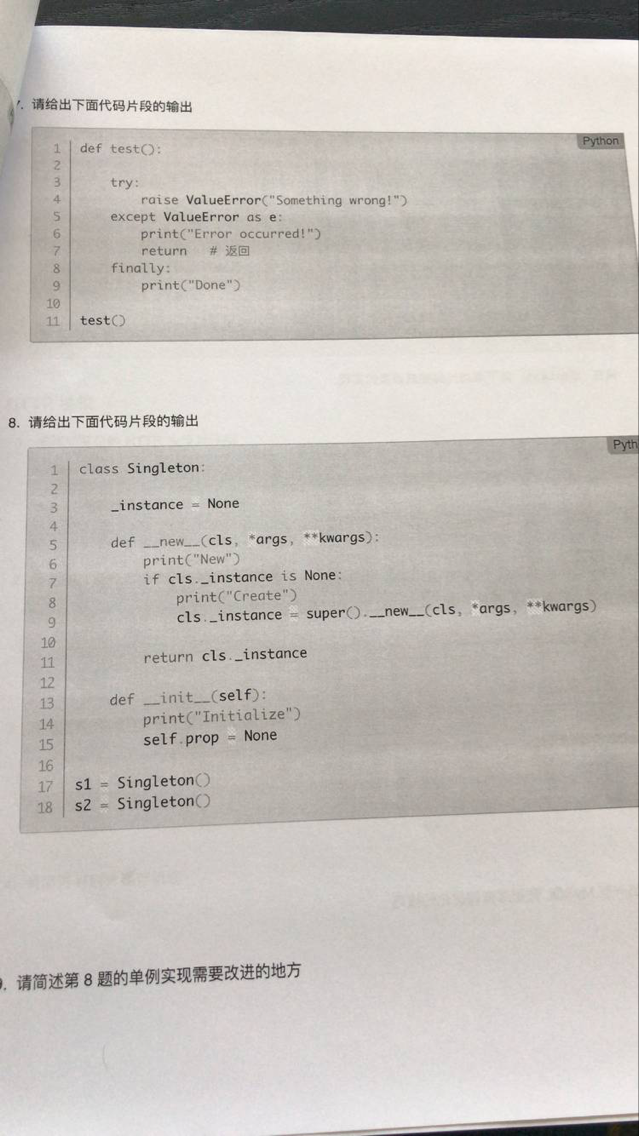 7. 请给出下面代码片段的输出
Python
1 def test():
2
3 try:
4 raise ValueError("Something wrong!")
5 except ValueError as e:
6 print("Error occurred!")
7 return # 返回
8 finally:
9 print("Done")
10
11 test()
8. 请给出下面代码片段的输出
Pyth
1 class Singleton:
2
3 _instance = None
4
5 def __new__(cls, *args, **kwargs):
6 print("New")
7 if cls._instance is None:
8 print("Create")
9 cls._instance = super().__new__(cls, *args, **kwargs)
10
11 return cls._instance
12
13 def __init__(self):
14 print("Initialize")
15 self.prop = None
16
17 s1 = Singleton()
18 s2 = Singleton()
9. 请简述第 8 题的单例实现需要改进的地方